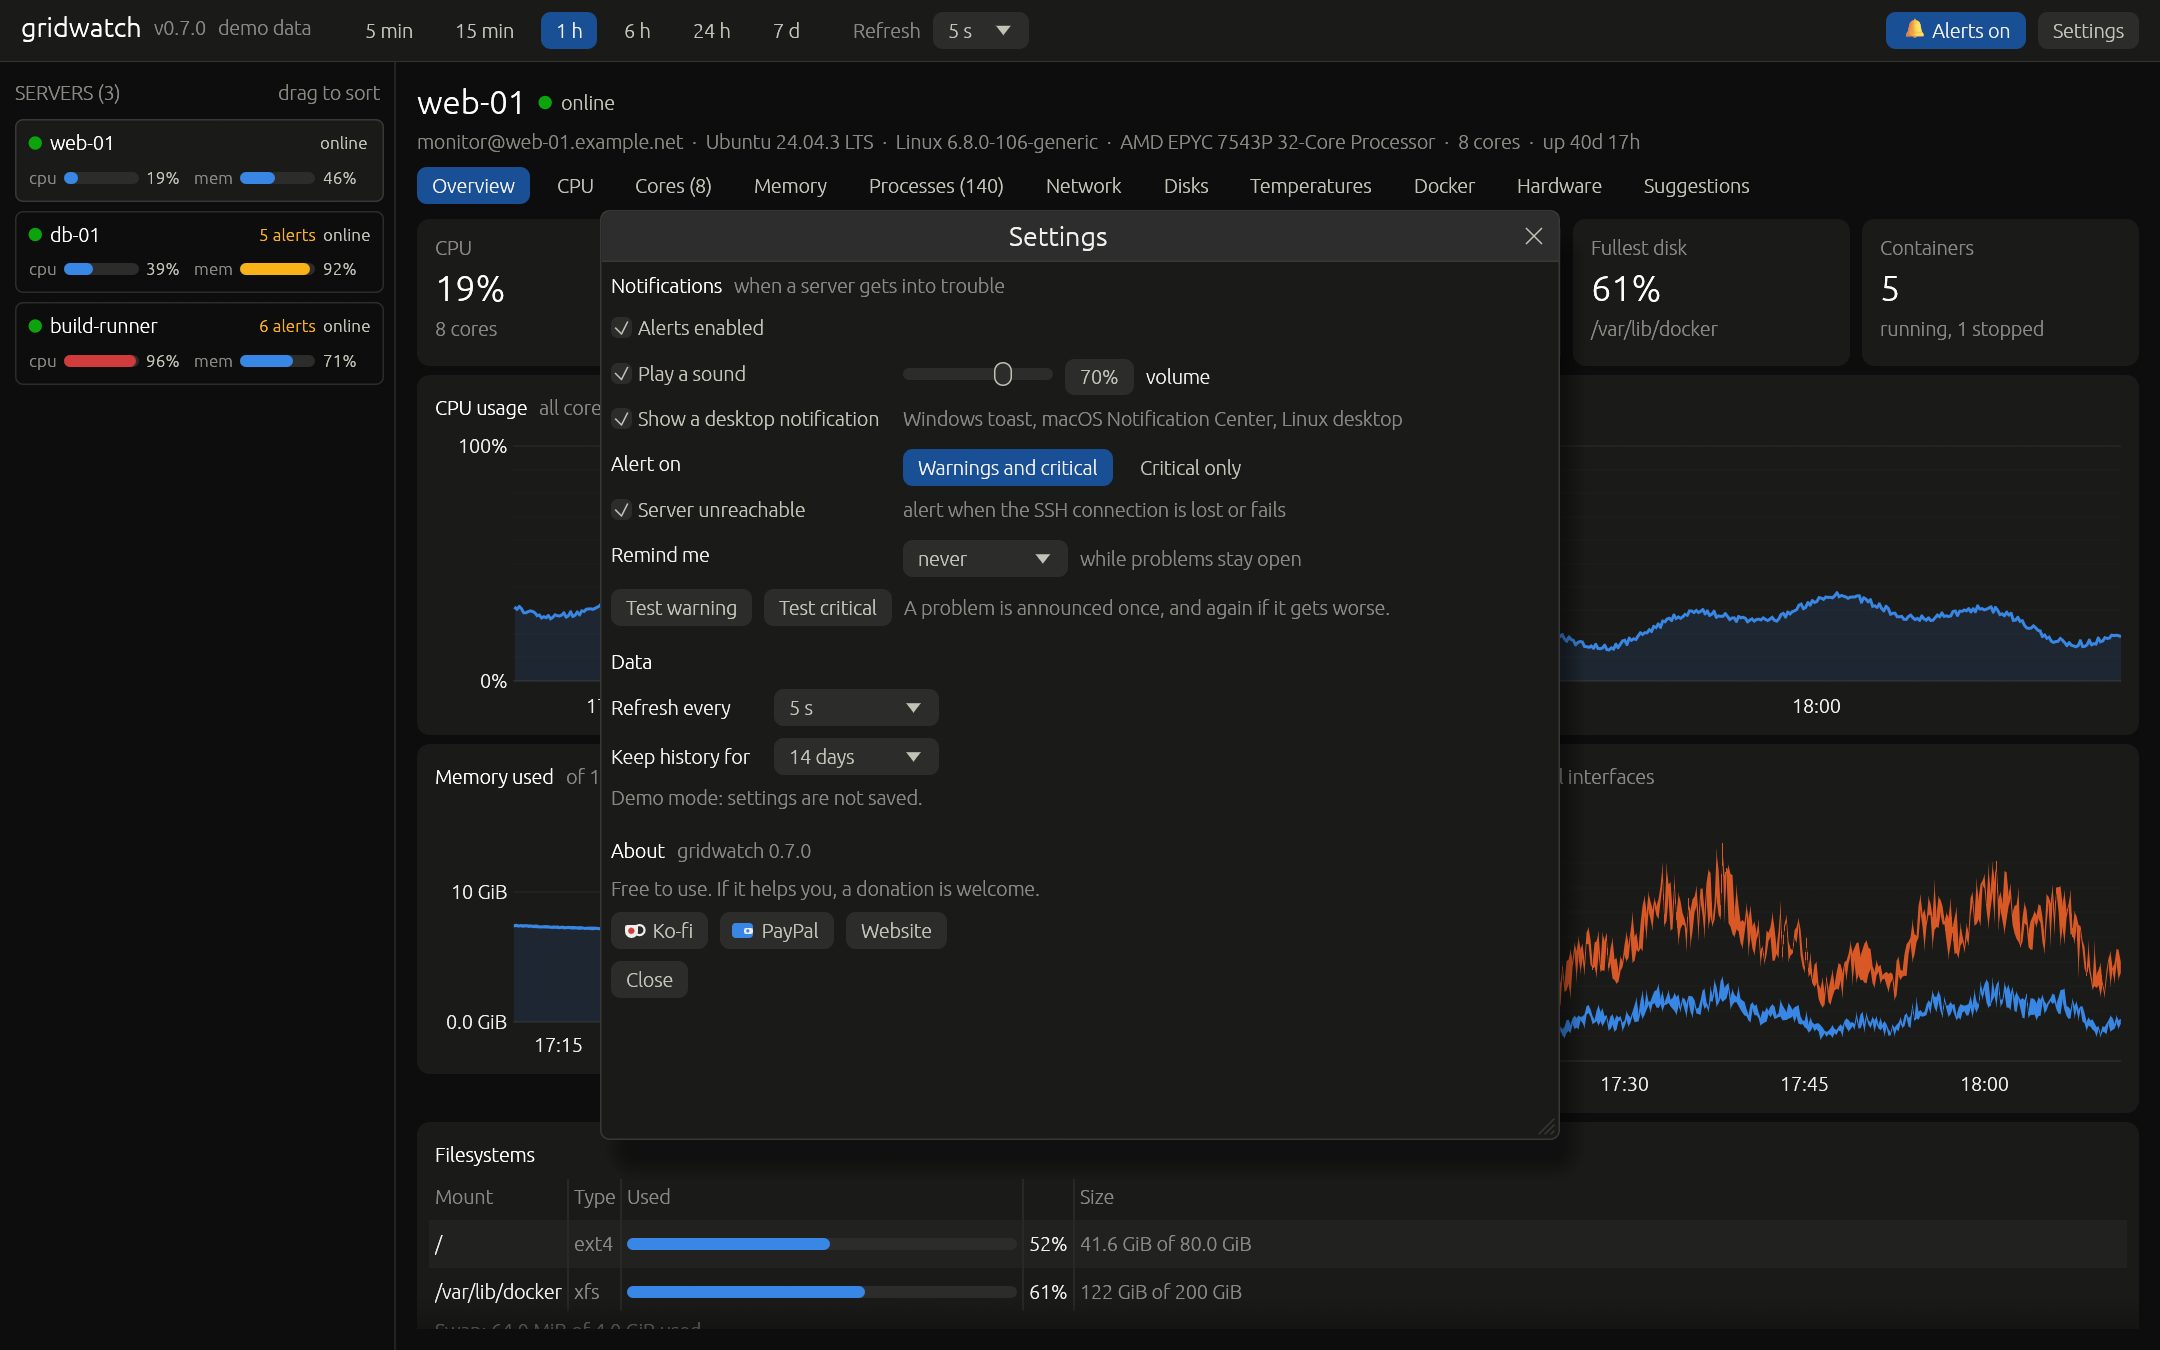 gridwatch v0.7.0 demo data 5 min 15 min 1 h 6 h 24 h 7 d Refresh 5 s Alerts on Settings
SERVERS (3) drag to sort
web-01 online
cpu 19% mem 46%
db-01 5 alerts online
cpu 39% mem 92%
build-runner 6 alerts online
cpu 96% mem 71%
web-01 online
monitor@web-01.example.net · Ubuntu 24.04.3 LTS · Linux 6.8.0-106-generic · AMD EPYC 7543P 32-Core Processor · 8 cores · up 40d 17h
Overview CPU Cores (8) Memory Processes (140) Network Disks Temperatures Docker Hardware Suggestions
CPU
19%
8 cores
Fullest disk
61%
/var/lib/docker
Containers
5
running, 1 stopped
CPU usage all core
100%
0%
18:00
Memory used of 1
10 GiB
0.0 GiB
17:15
interfaces
17:30 17:45 18:00
Settings
Notifications when a server gets into trouble
Alerts enabled
Play a sound 70% volume
Show a desktop notification Windows toast, macOS Notification Center, Linux desktop
Alert on Warnings and critical Critical only
Server unreachable alert when the SSH connection is lost or fails
Remind me never while problems stay open
Test warning Test critical A problem is announced once, and again if it gets worse.
Data
Refresh every 5 s
Keep history for 14 days
Demo mode: settings are not saved.
About gridwatch 0.7.0
Free to use. If it helps you, a donation is welcome.
Ko-fi PayPal Website
Close
Filesystems
Mount Type Used Size
/ ext4 52% 41.6 GiB of 80.0 GiB
/var/lib/docker xfs 61% 122 GiB of 200 GiB